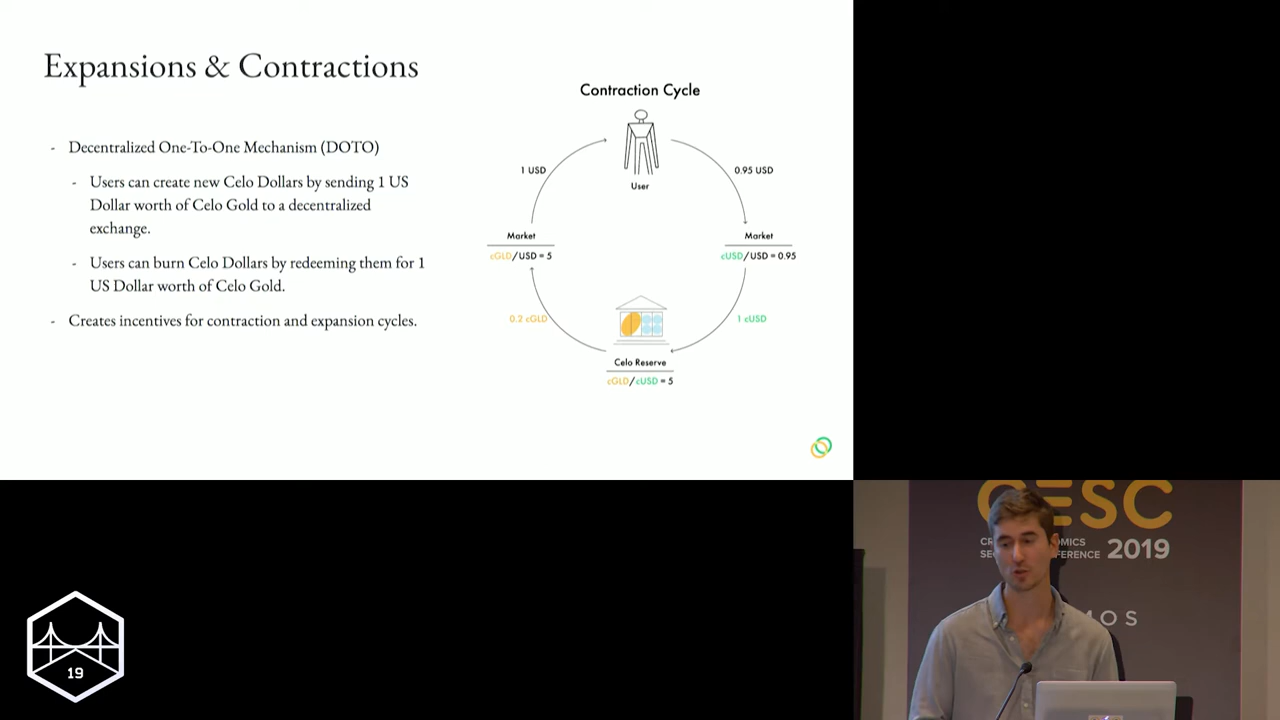 Expansions & Contractions
- Decentralized One-To-One Mechanism (DOTO)
- Users can create new Celo Dollars by sending 1 US
Dollar worth of Celo Gold to a decentralized
exchange.
- Users can burn Celo Dollars by redeeming them for 1
US Dollar worth of Celo Gold.
- Creates incentives for contraction and expansion cycles.
Contraction Cycle
User
1 USD
0.95 USD
Market
cGLD/USD = 5
Market
cUSD/USD = 0.95
0.2 cGLD
1 cUSD
Celo Reserve
cGLD/cUSD = 5
19
CESC
2019